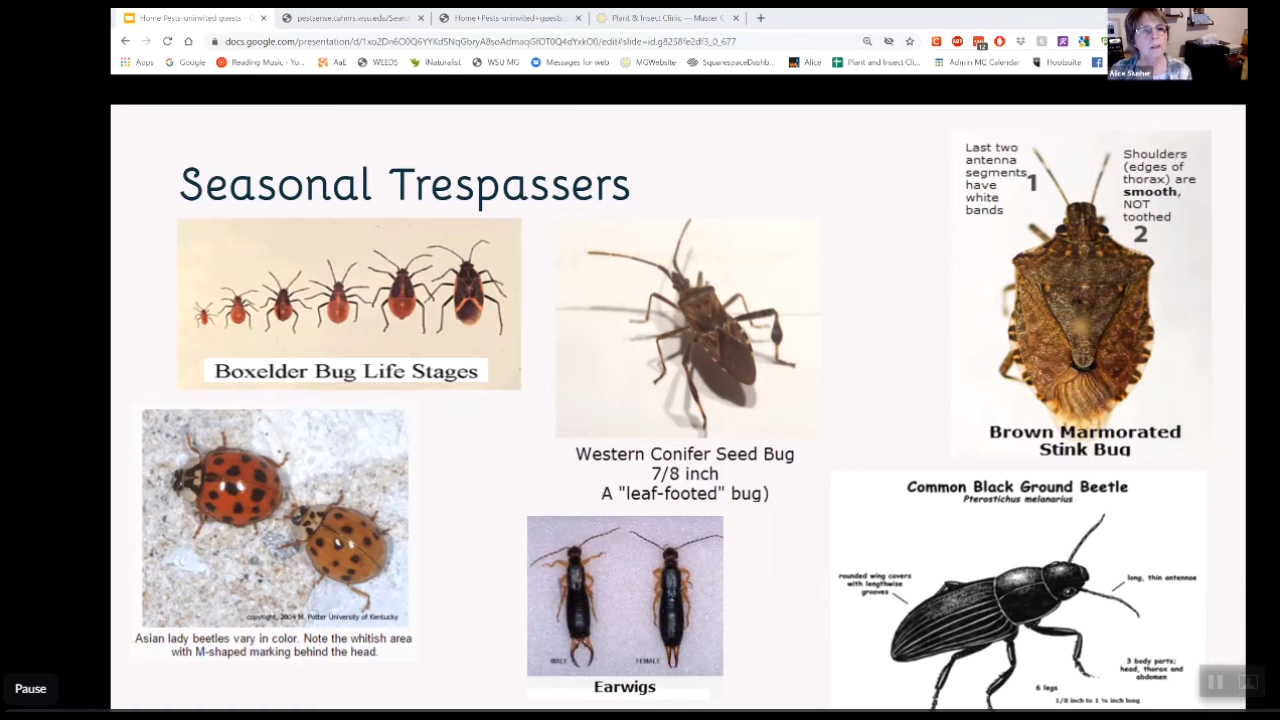 Home Pests-uninvited guests - G
pestsense.cahnrs.wsu.edu/Sear
Home+Pests-uninvited+guests
Plant & Insect Clinic — Master G
docs.google.com/presentation/d/
edit#slide=id.g8258fe2df3_0_677
12
Apps
Google
Reading Music - Yo...
AaE
WEEDS
iNaturalist
WSU MG
Messages for web
MGWebsite
SquarespaceDashb...
Alice
Plant and Insect Cli...
Admin MG Calendar
Hootsuite
Alice Slusher
Seasonal Trespassers
Boxelder Bug Life Stages
Western Conifer Seed Bug
7/8 inch
A "leaf-footed" bug)
Last two
antenna
segments
have
white
bands
1
Shoulders
(edges of
thorax) are
smooth,
NOT
toothed
2
Brown Marmorated
Stink Bug
copyright, 2004 M. Potter University of Kentucky
Asian lady beetles vary in color. Note the whitish area
with M-shaped marking behind the head.
MALE
FEMALE
Earwigs
Common Black Ground Beetle
Pterostichus melanarius
rounded wing covers
with lengthwise
grooves
long, thin antennae
3 body parts;
head, thorax and
abdomen
6 legs
1/8 inch to 1 ¼ inch long
Pause